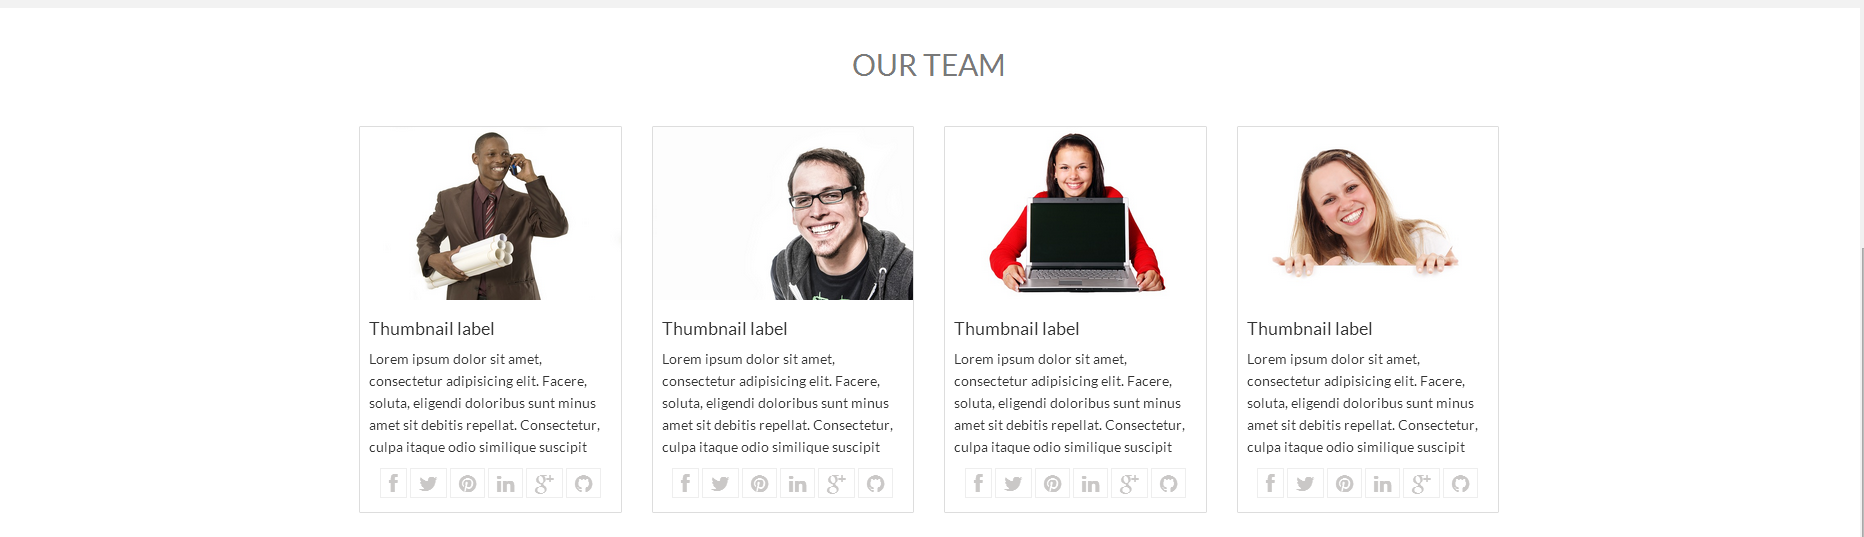 OUR TEAM
Thumbnail label
Lorem ipsum dolor sit amet,
consectetur adipisicing elit. Facere,
soluta, eligendi doloribus sunt minus
amet sit debitis repellat. Consectetur,
culpa itaque odio similique suscipit
Thumbnail label
Lorem ipsum dolor sit amet,
consectetur adipisicing elit. Facere,
soluta, eligendi doloribus sunt minus
amet sit debitis repellat. Consectetur,
culpa itaque odio similique suscipit
Thumbnail label
Lorem ipsum dolor sit amet,
consectetur adipisicing elit. Facere,
soluta, eligendi doloribus sunt minus
amet sit debitis repellat. Consectetur,
culpa itaque odio similique suscipit
Thumbnail label
Lorem ipsum dolor sit amet,
consectetur adipisicing elit. Facere,
soluta, eligendi doloribus sunt minus
amet sit debitis repellat. Consectetur,
culpa itaque odio similique suscipit